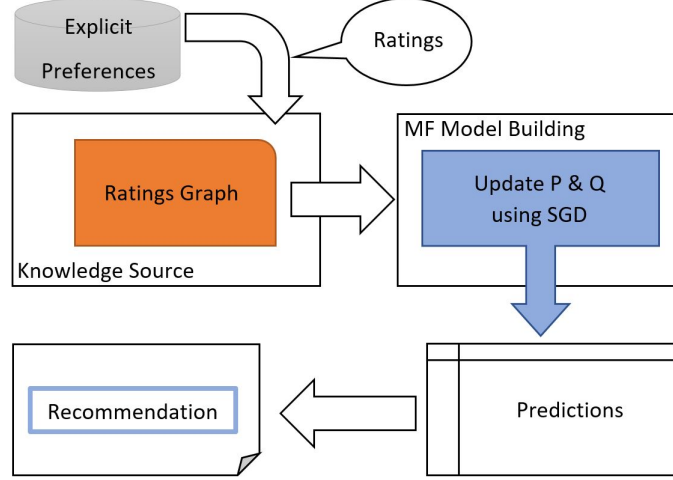 Explicit
Preferences
Ratings
MF Model Building
Ratings Graph
Update P & Q
using SGD
Knowledge Source
Recommendation
Predictions